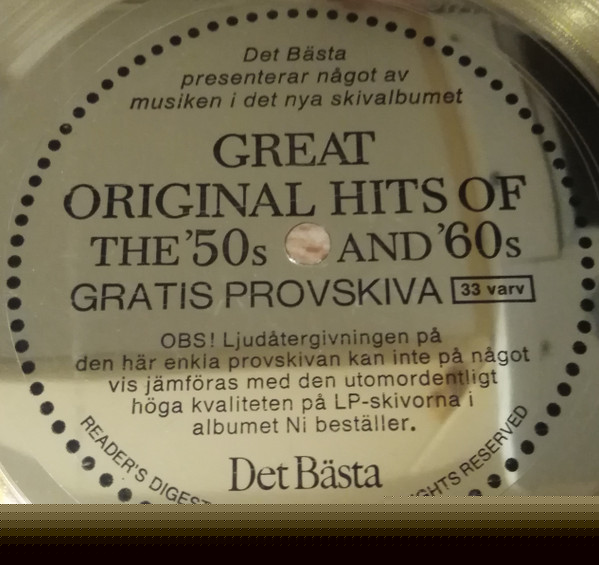 Det Bästa
presenterar något av
musiken i det nya skivalbumet
GREAT
ORIGINAL HITS OF
THE '50s AND '60s
GRATIS PROVSKIVA 33 varv
OBS! Ljudåtergivningen på
den här enkla provskivan kan inte på något
vis jämföras med den utomordentligt
höga kvaliteten på LP-skivorna i
albumet Ni beställer.
Det Bästa
READER'S DIGEST
RESERVED